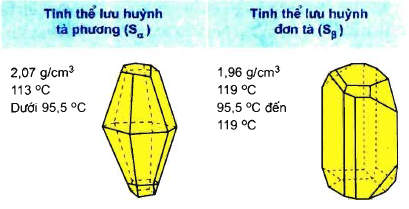 Tinh thể lưu huỳnh
tà phương (Sα)
2,07 g/cm³
113 ºC
Dưới 95,5 ºC
Tinh thể lưu huỳnh
đơn tà (Sβ)
1,96 g/cm³
119 ºC
95,5 ºC đến
119 ºC